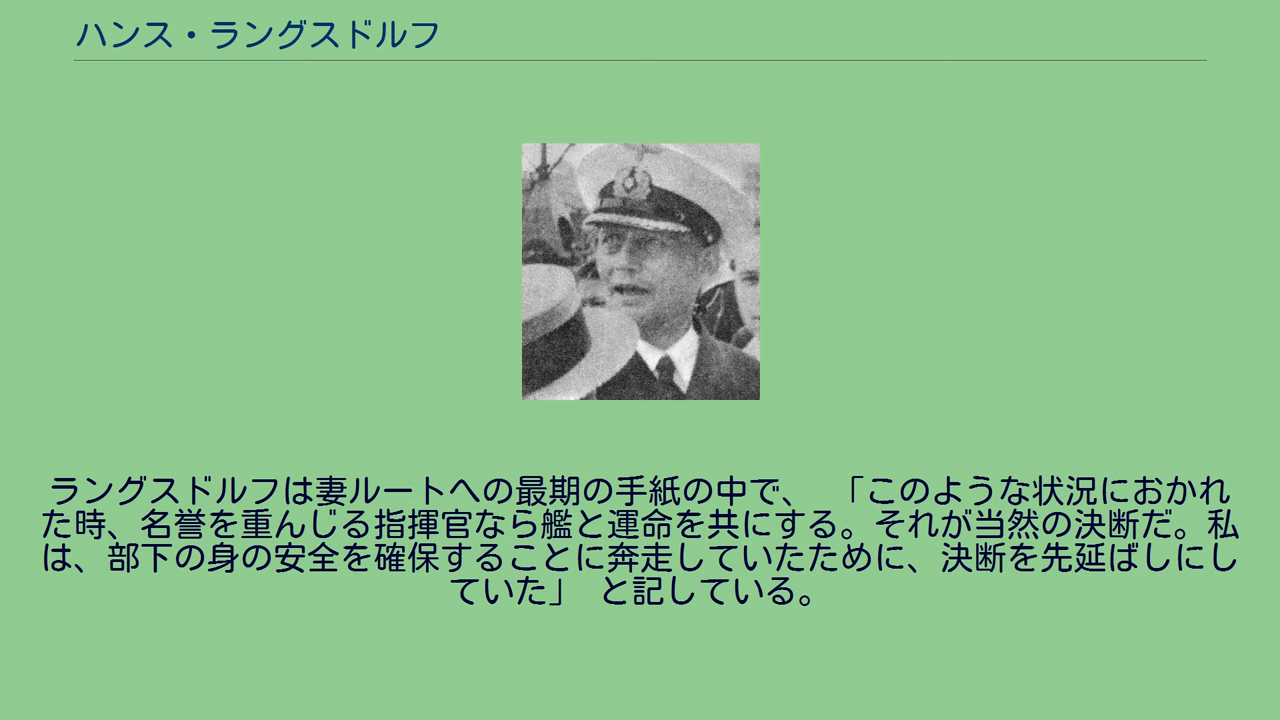 ハンス・ラングスドルフ
ラングスドルフは妻ルートへの最期の手紙の中で、　「このような状況におかれ
た時、名誉を重んじる指揮官なら艦と運命を共にする。それが当然の決断だ。私
は、部下の身の安全を確保することに奔走していたために、決断を先延ばしにし
ていた」　と記している。